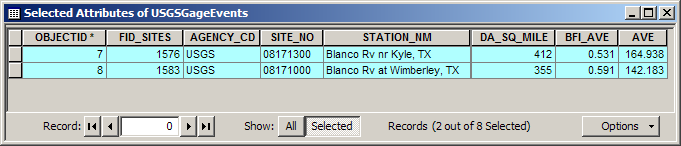 Selected Attributes of USGSGageEvents
OBJECTID * FID_SITES AGENCY_CD SITE_NO STATION_NM DA_SQ_MILE BFI_AVE AVE
7 1576 USGS 08171300 Blanco Rv nr Kyle, TX 412 0.531 164.938
8 1583 USGS 08171000 Blanco Rv at Wimberley, TX 355 0.591 142.183
Record: 0 Show: All Selected Records (2 out of 8 Selected) Options